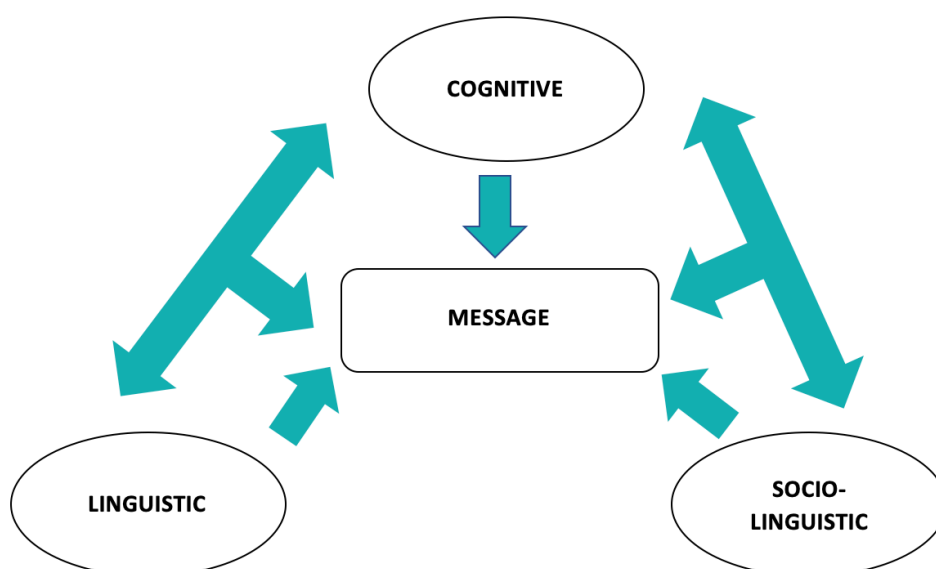 COGNITIVE
MESSAGE
LINGUISTIC
SOCIO-
LINGUISTIC